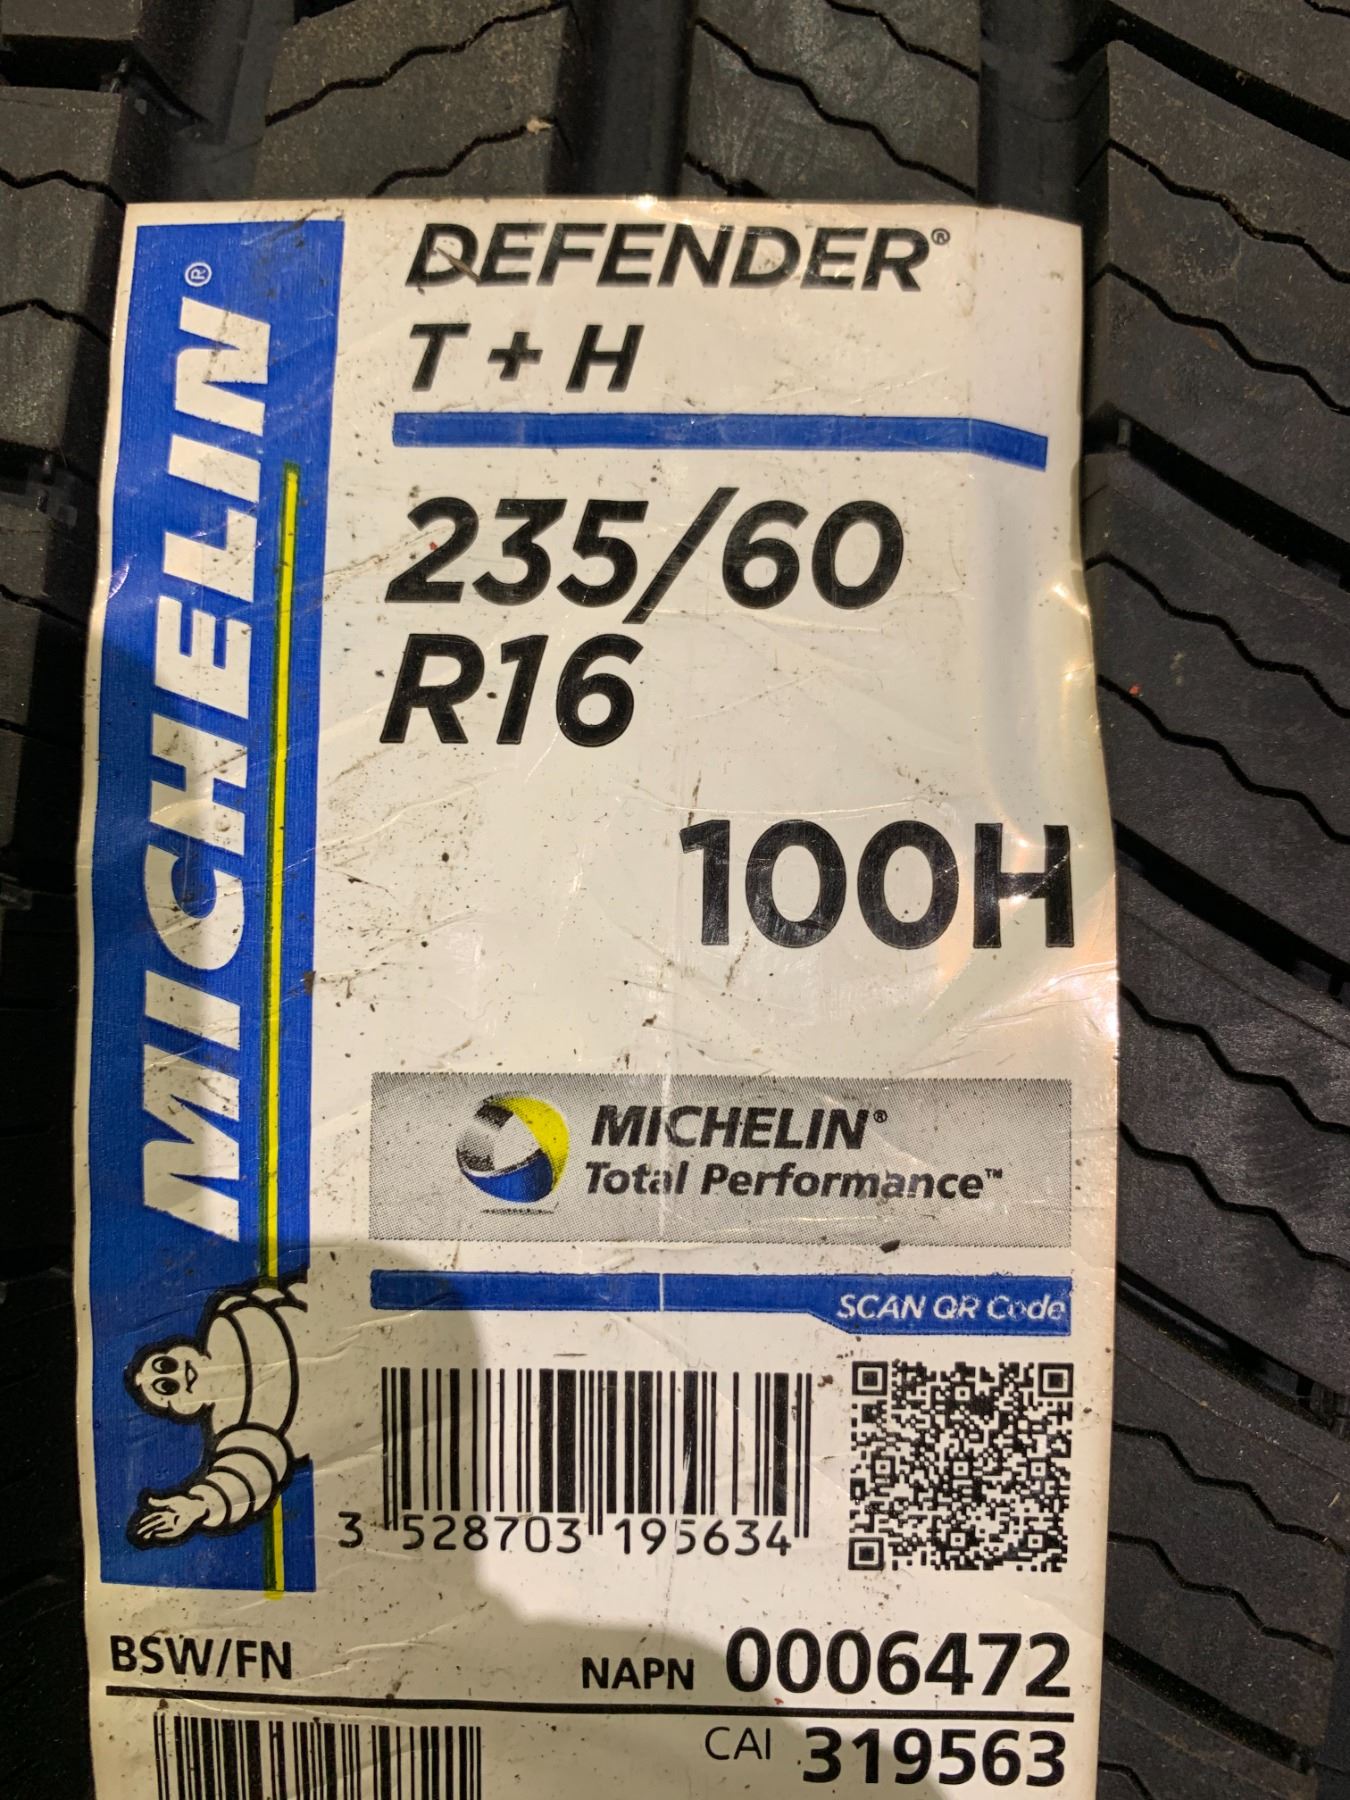 MICHELIN®
DEFENDER®
T + H
235/60
R16
100H
MICHELIN®
Total Performance™
SCAN QR Code
3 528703 195634
BSW/FN
NAPN 0006472
CAI 319563